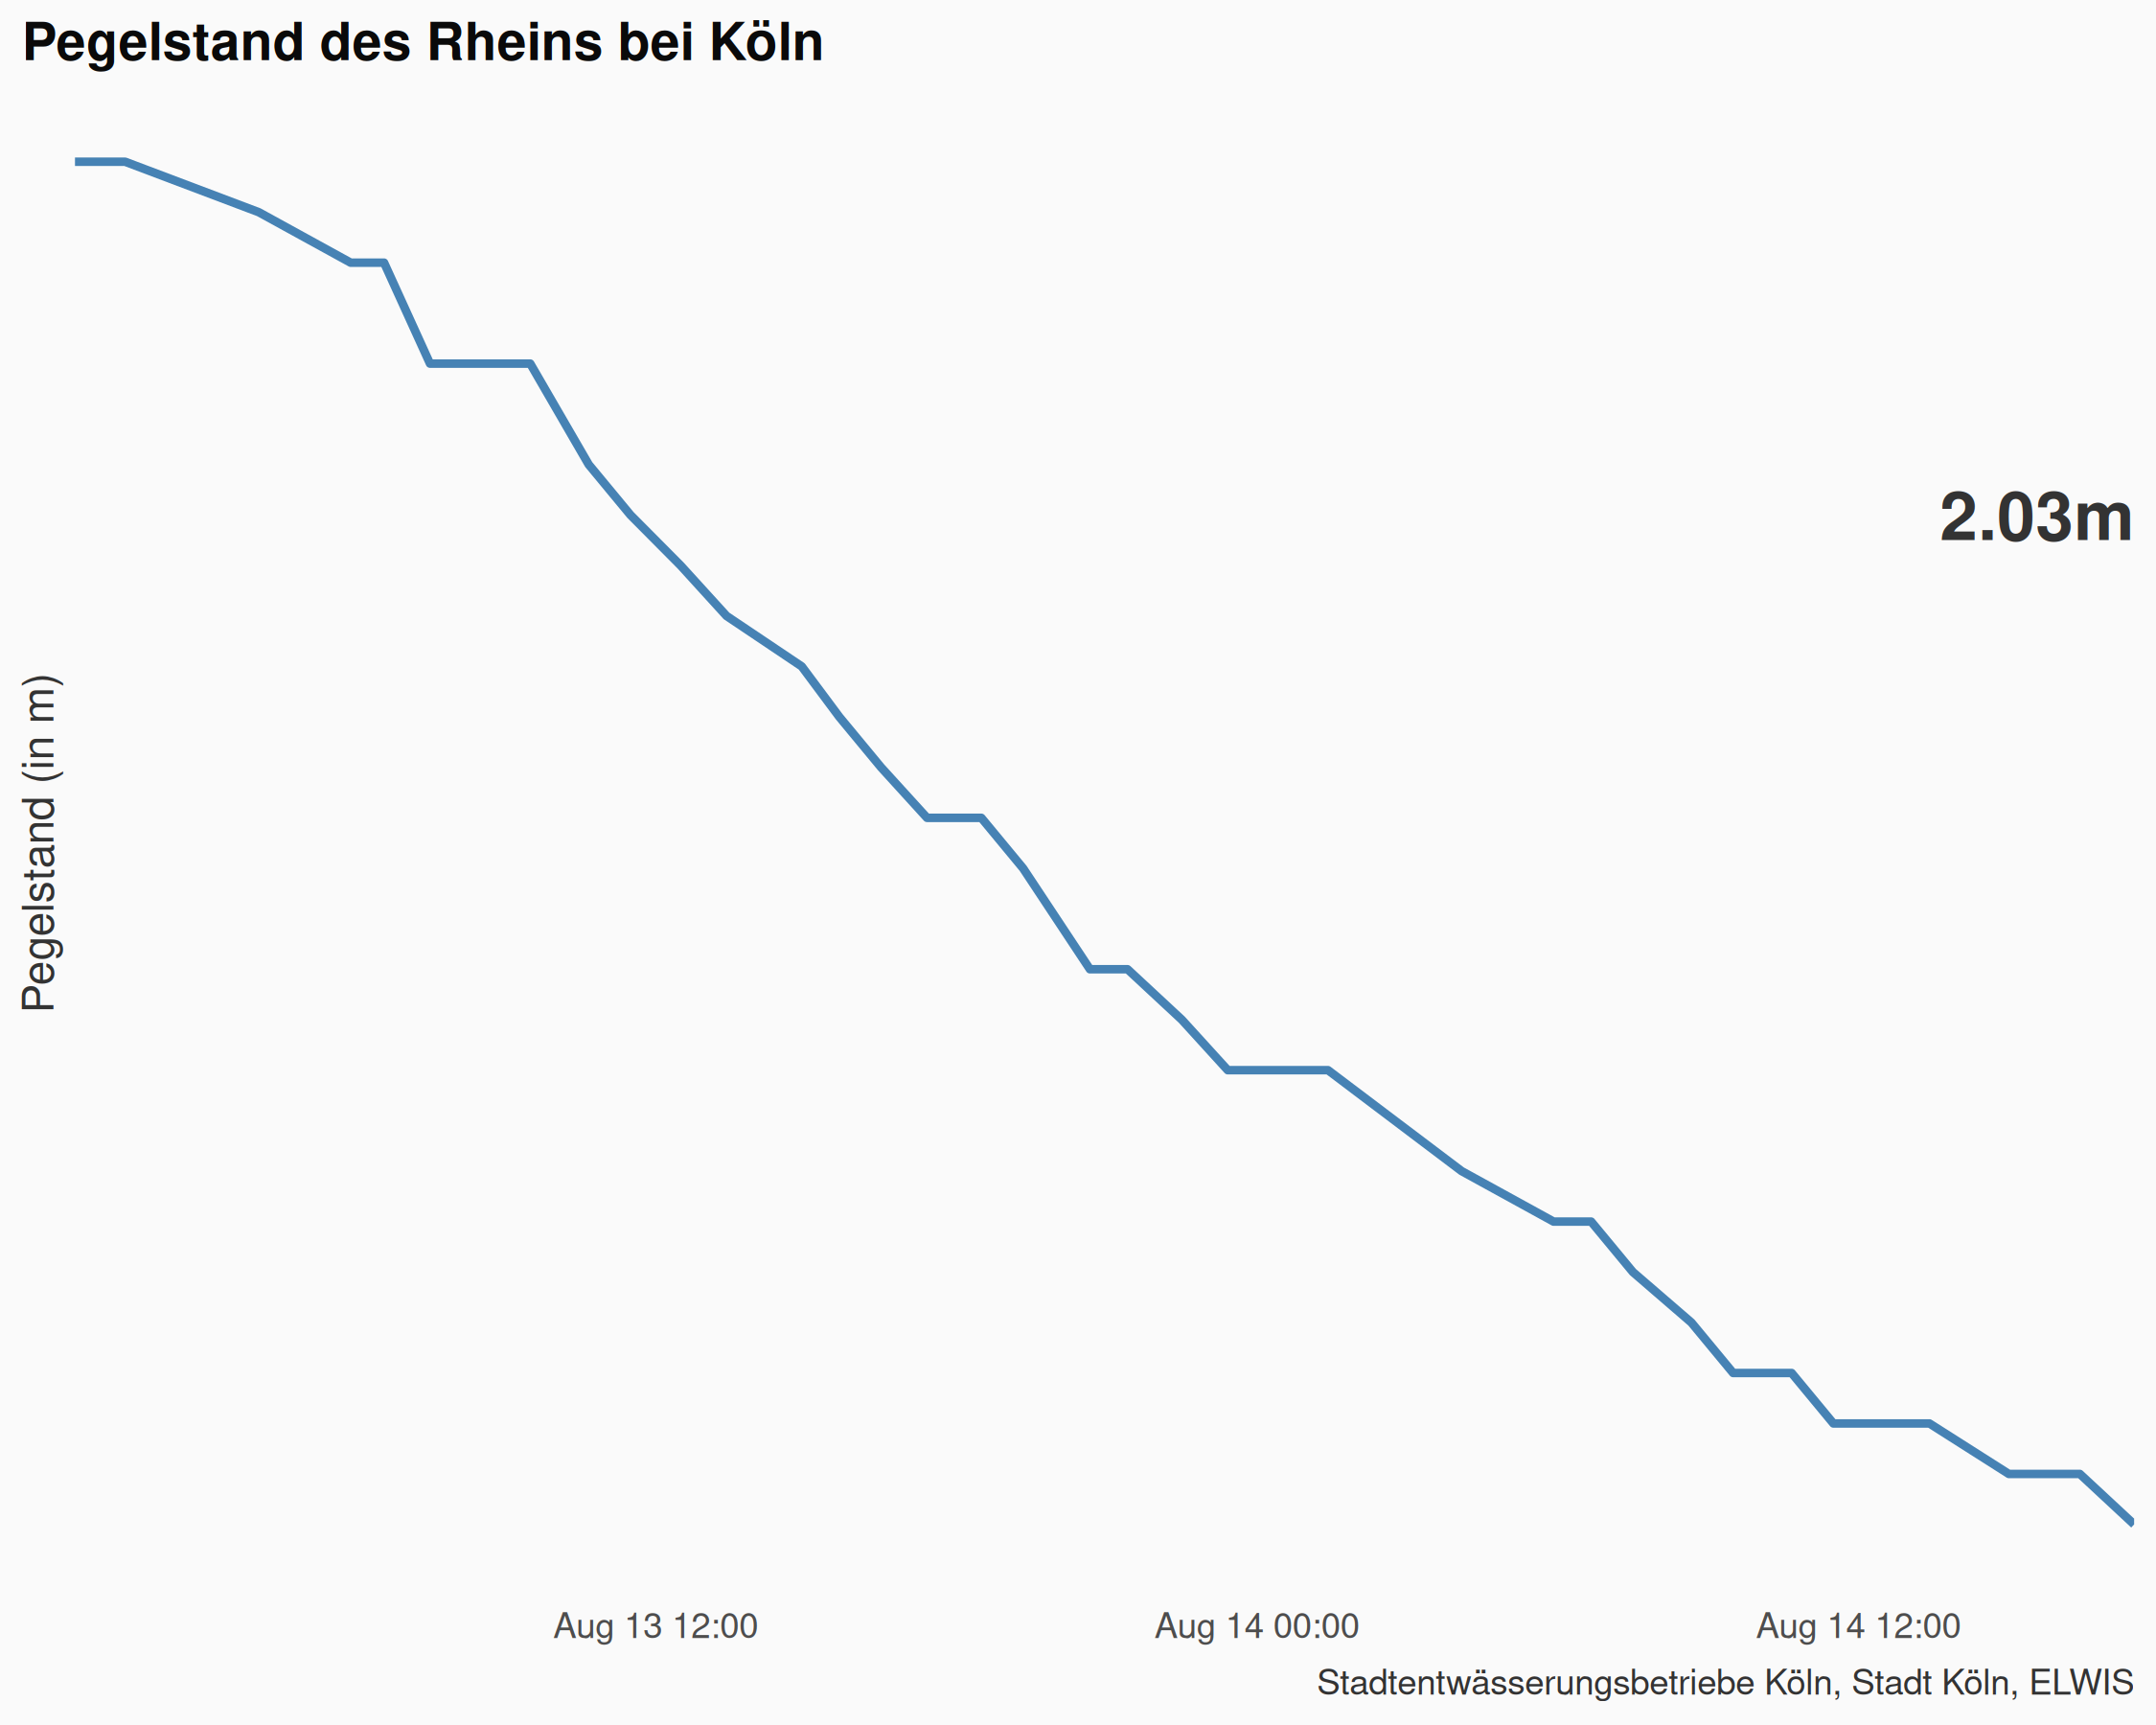 Pegelstand des Rheins bei Köln
2.03m
Pegelstand (in m)
Aug 13 12:00 Aug 14 00:00 Aug 14 12:00
Stadtentwässerungsbetriebe Köln, Stadt Köln, ELWIS